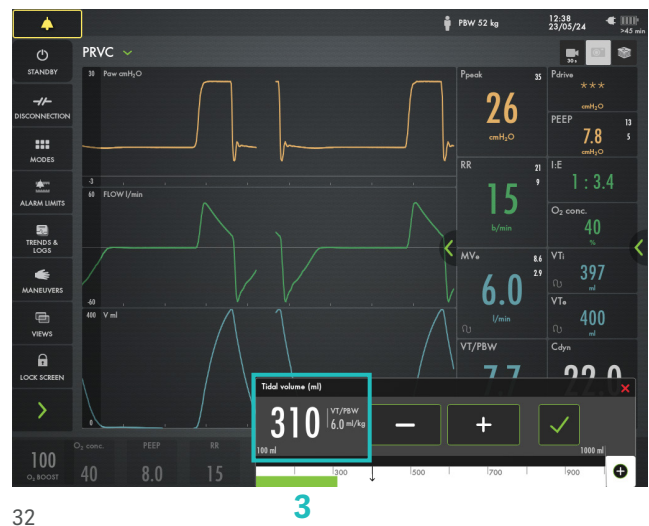 PBW 52 kg
12:38
23/05/24
>45 min
STANDBY
DISCONNECTION
MODES
ALARM LIMITS
TRENDS &
LOGS
MANEUVERS
VIEWS
LOCK SCREEN
PRVC
30 s
30 Paw cmH₂O
-3
60 FLOW l/min
-60
400 V ml
0
Ppeak 35
26
cmH₂O
Pdrive
***
cmH₂O
PEEP 13
7.8 5
cmH₂O
RR 21
9
15
b/min
I:E
1 : 3.4
O₂ conc.
40
%
MVe 8.6
2.9
6.0
l/min
VTi
397
ml
VTe
400
ml
VT/PBW
7.7
Cdyn
22.0
Tidal volume (ml)
310 VT/PBW
6.0 ml/kg
100 ml
1000 ml
300 500 700 900
100
O₂ BOOST
O₂ conc. PEEP RR
40 8.0 15
3
32